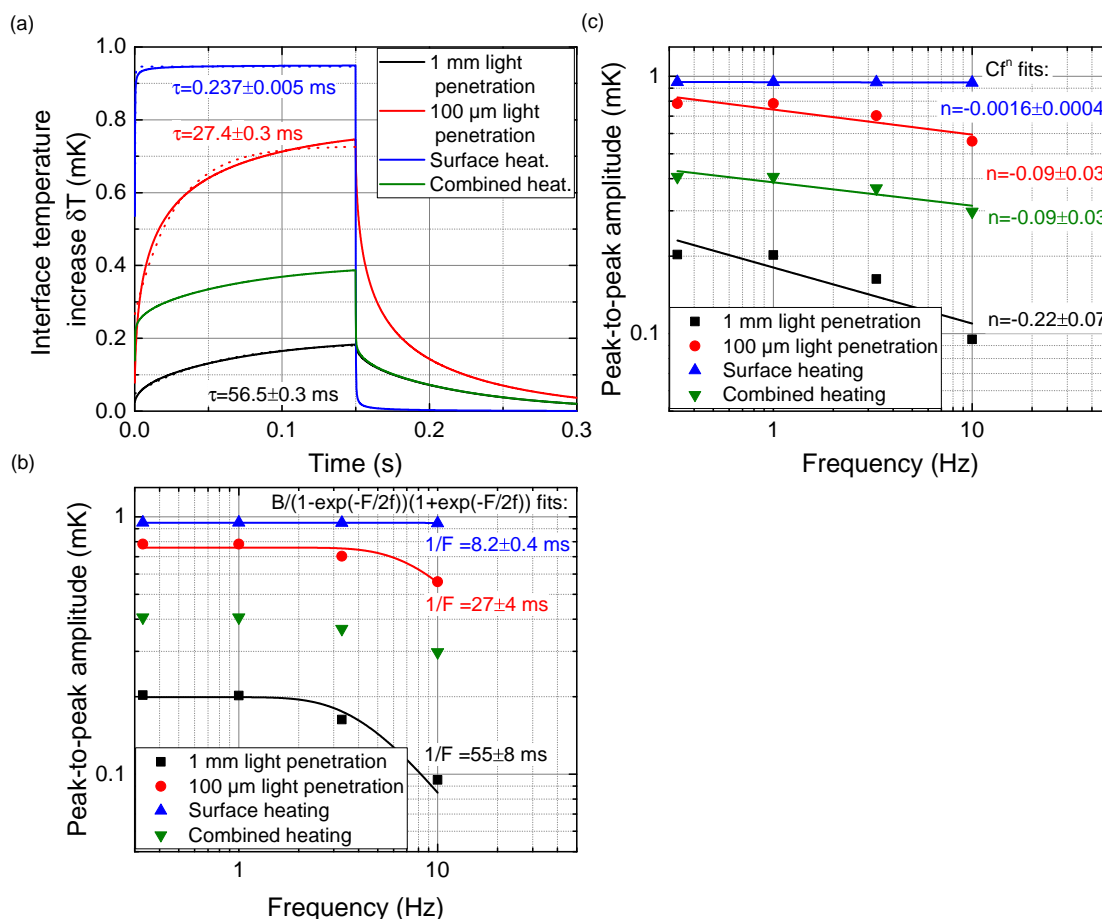 (a)
1.0
0.8
0.6
0.4
0.2
0.0
Interface temperature
increase δT (mK)
τ=0.237±0.005 ms
τ=27.4±0.3 ms
τ=56.5±0.3 ms
1 mm light
penetration
100 µm light
penetration
Surface heat.
Combined heat.
0.0
0.1
0.2
0.3
Time (s)
(c)
1
0.1
Peak-to-peak amplitude (mK)
Cfⁿ fits:
n=-0.0016±0.0004
n=-0.09±0.03
n=-0.09±0.03
n=-0.22±0.07
1 mm light penetration
100 µm light penetration
Surface heating
Combined heating
1
10
Frequency (Hz)
(b)
1
0.1
Peak-to-peak amplitude (mK)
B/(1-exp(-F/2f))(1+exp(-F/2f)) fits:
1/F =8.2±0.4 ms
1/F =27±4 ms
1/F =55±8 ms
1 mm light penetration
100 µm light penetration
Surface heating
Combined heating
1
10
Frequency (Hz)